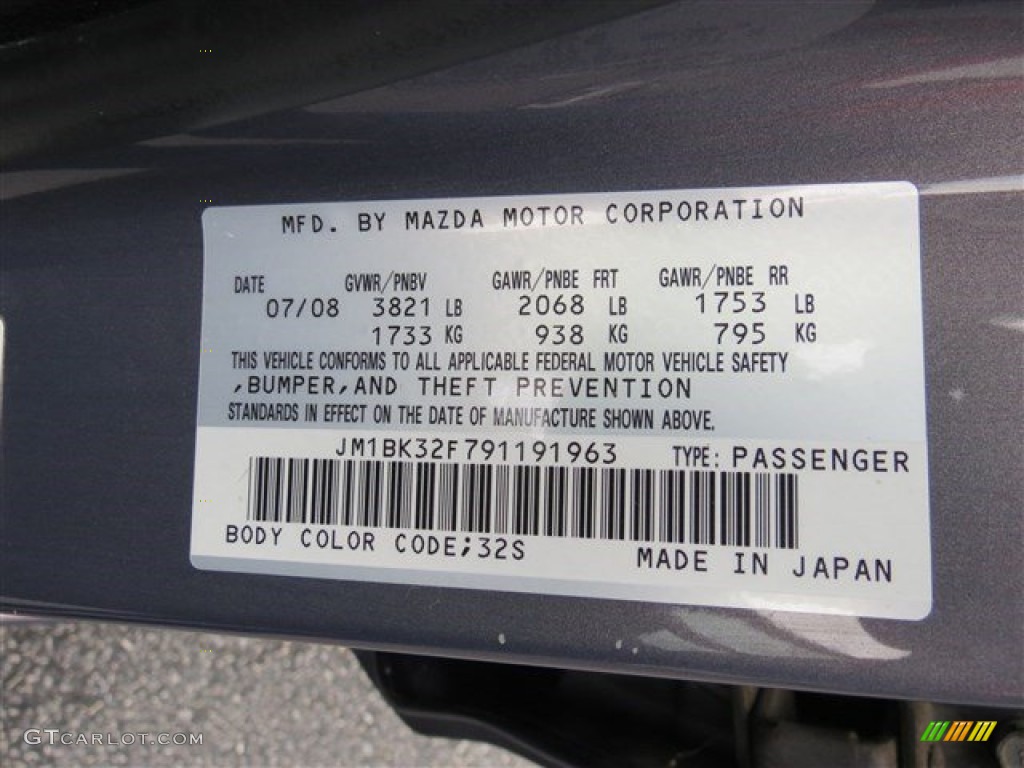 MFD. BY MAZDA MOTOR CORPORATION
DATE GVWR/PNBV GAWR/PNBE FRT GAWR/PNBE RR
07/08 3821 LB 2068 LB 1753 LB
1733 KG 938 KG 795 KG
THIS VEHICLE CONFORMS TO ALL APPLICABLE FEDERAL MOTOR VEHICLE SAFETY
,BUMPER,AND THEFT PREVENTION
STANDARDS IN EFFECT ON THE DATE OF MANUFACTURE SHOWN ABOVE.
JM1BK32F791191963 TYPE: PASSENGER
BODY COLOR CODE;32S MADE IN JAPAN
GTCARLOT.COM